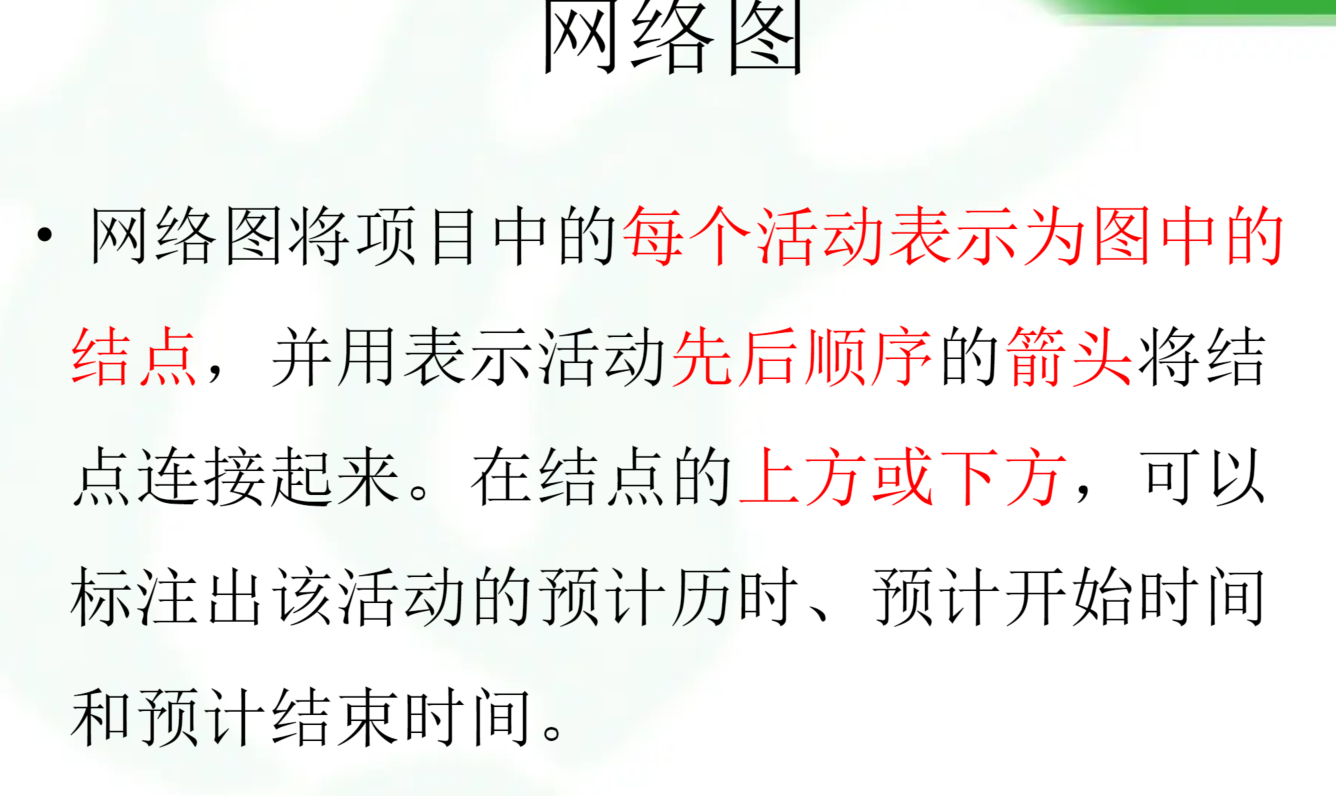 网络图
• 网络图将项目中的每个活动表示为图中的
结点，并用表示活动先后顺序的箭头将结
点连接起来。在结点的上方或下方，可以
标注出该活动的预计历时、预计开始时间
和预计结束时间。